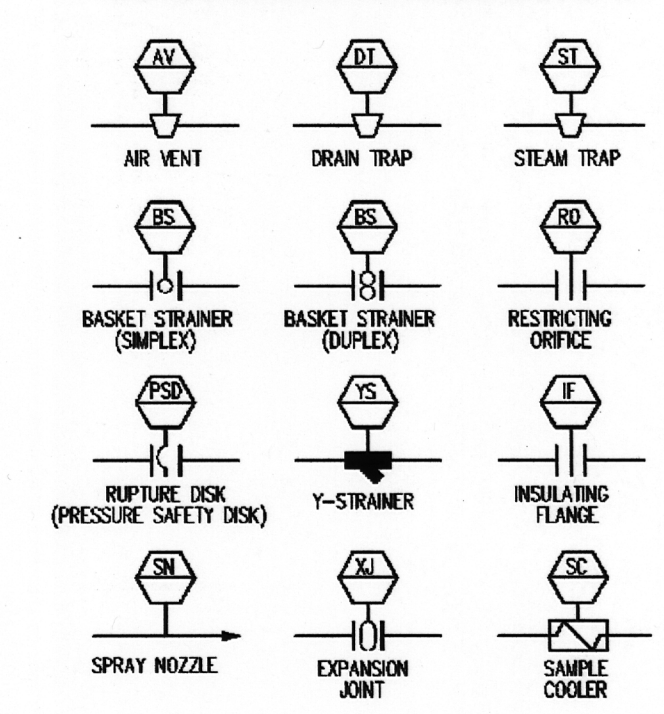 AV DT ST
AIR VENT DRAIN TRAP STEAM TRAP
BS BS RO
BASKET STRAINER BASKET STRAINER RESTRICTING
(SIMPLEX) (DUPLEX) ORIFICE
PSD YS IF
RUPTURE DISK Y-STRAINER INSULATING
(PRESSURE SAFETY DISK) FLANGE
SN XJ SC
SPRAY NOZZLE EXPANSION SAMPLE
JOINT COOLER